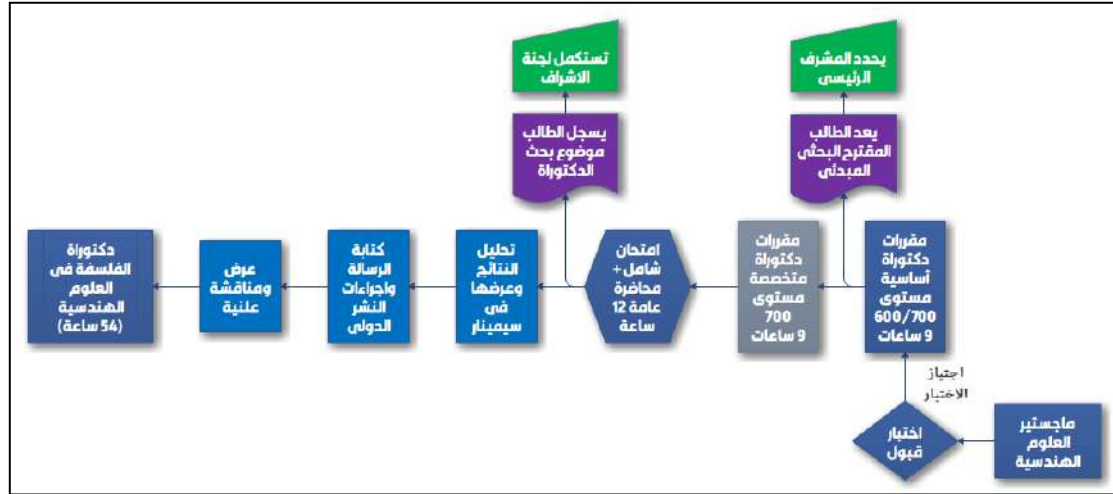 يحدد المشرف
الرئيسى
تستكمل لجنة
الاشراف
يعد الطالب
المقترح البحثى
المبدئى
يسجل الطالب
موضوع بحث
الدكتوراة
مقررات
دكتوراة
أساسية
مستوى
600/700
9 ساعات
مقررات
دكتوراة
متخصصة
مستوى
700
9 ساعات
امتحان
شامل+
محاضرة
عامة 12
ساعة
تحليل
النتائج
وعرضها
فى
سيمينار
كتابة
الرسالة
واجراءات
النشر
الدولى
عرض
ومناقشة
علنية
دكتوراة
الفلسفة فى
العلوم
الهندسية
(54 ساعة)
اجتياز
الاختبار
ماجستير
العلوم
الهندسية
اختبار
قبول